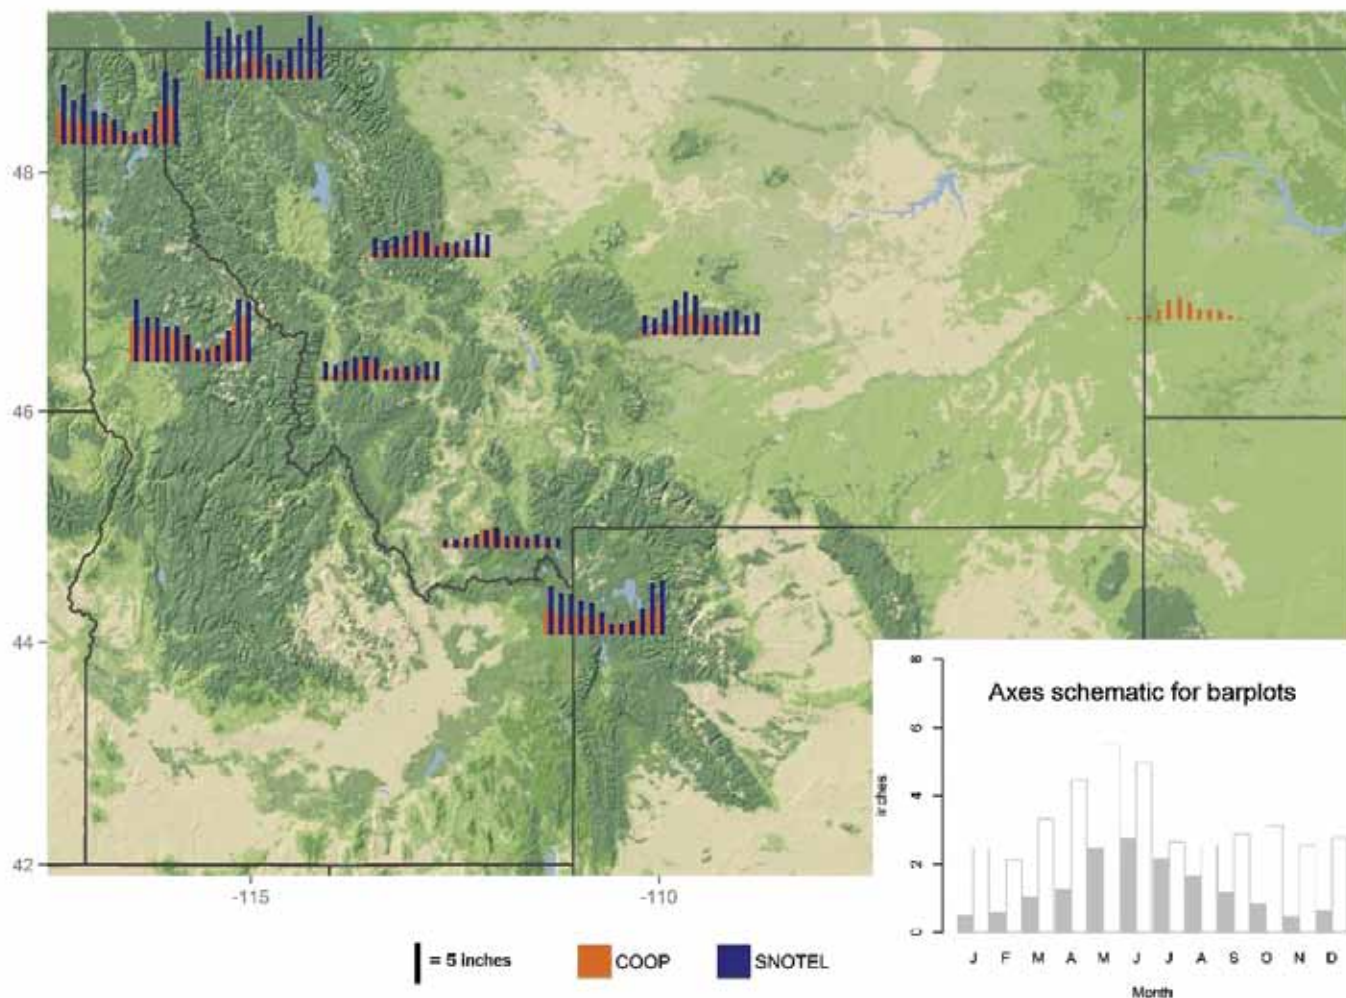 48
46
44
42
-115
-110
Axes schematic for barplots
8
6
4
2
0
inches
J F M A M J J A S O N D
Month
= 5 inches
COOP
SNOTEL